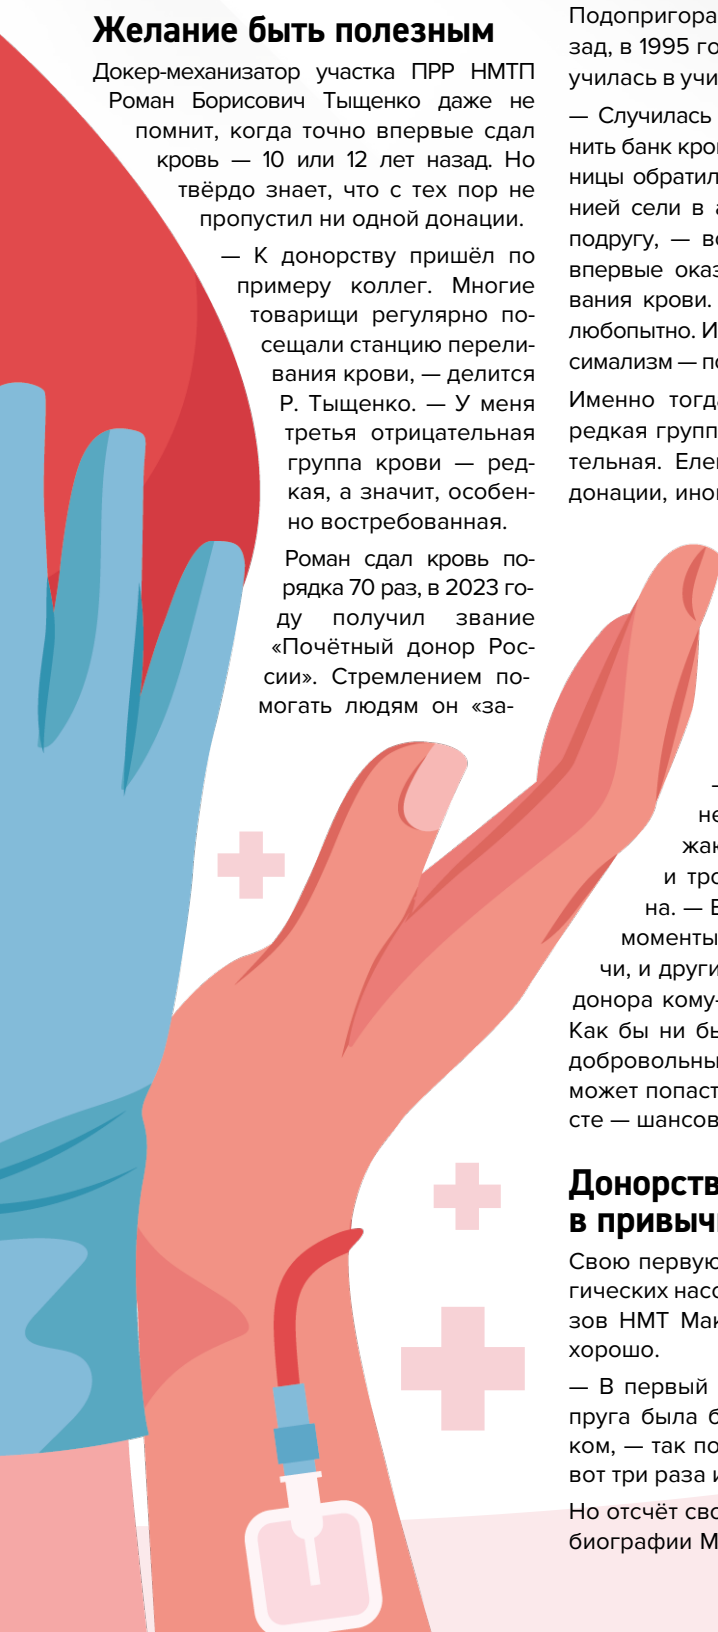 Желание быть полезным
Докер-механизатор участка ПРР НМТП
Роман Борисович Тыщенко даже не
помнит, когда точно впервые сдал
кровь — 10 или 12 лет назад. Но
твёрдо знает, что с тех пор не
пропустил ни одной донации.
— К донорству пришёл по
примеру коллег. Многие
товарищи регулярно по-
сещали станцию перели-
вания крови, — делится
Р. Тыщенко. — У меня
третья отрицательная
группа крови — ред-
кая, а значит, особен-
но востребованная.
Роман сдал кровь по-
рядка 70 раз, в 2023 го-
ду получил звание
«Почётный донор Рос-
сии». Стремлением по-
могать людям он «за-
Подопригора
зад, в 1995 го
училась в учи
— Случилась
нить банк кро
ницы обратил
нией сели в
подругу, — в
впервые оказ
вания крови.
любопытно. И
симализм — по
Именно тогда
редкая групп
тельная. Еле
донации, ино
—
не
жак
и тро
на. — В
моменты
чи, и други
донора кому-
Как бы ни бы
добровольны
может попаст
сте — шансов
Донорств
в привыч
Свою первую
гических насо
зов НМТ Мак
хорошо.
— В первый
пруга была б
ком, — так по
вот три раза и
Но отсчёт сво
биографии М